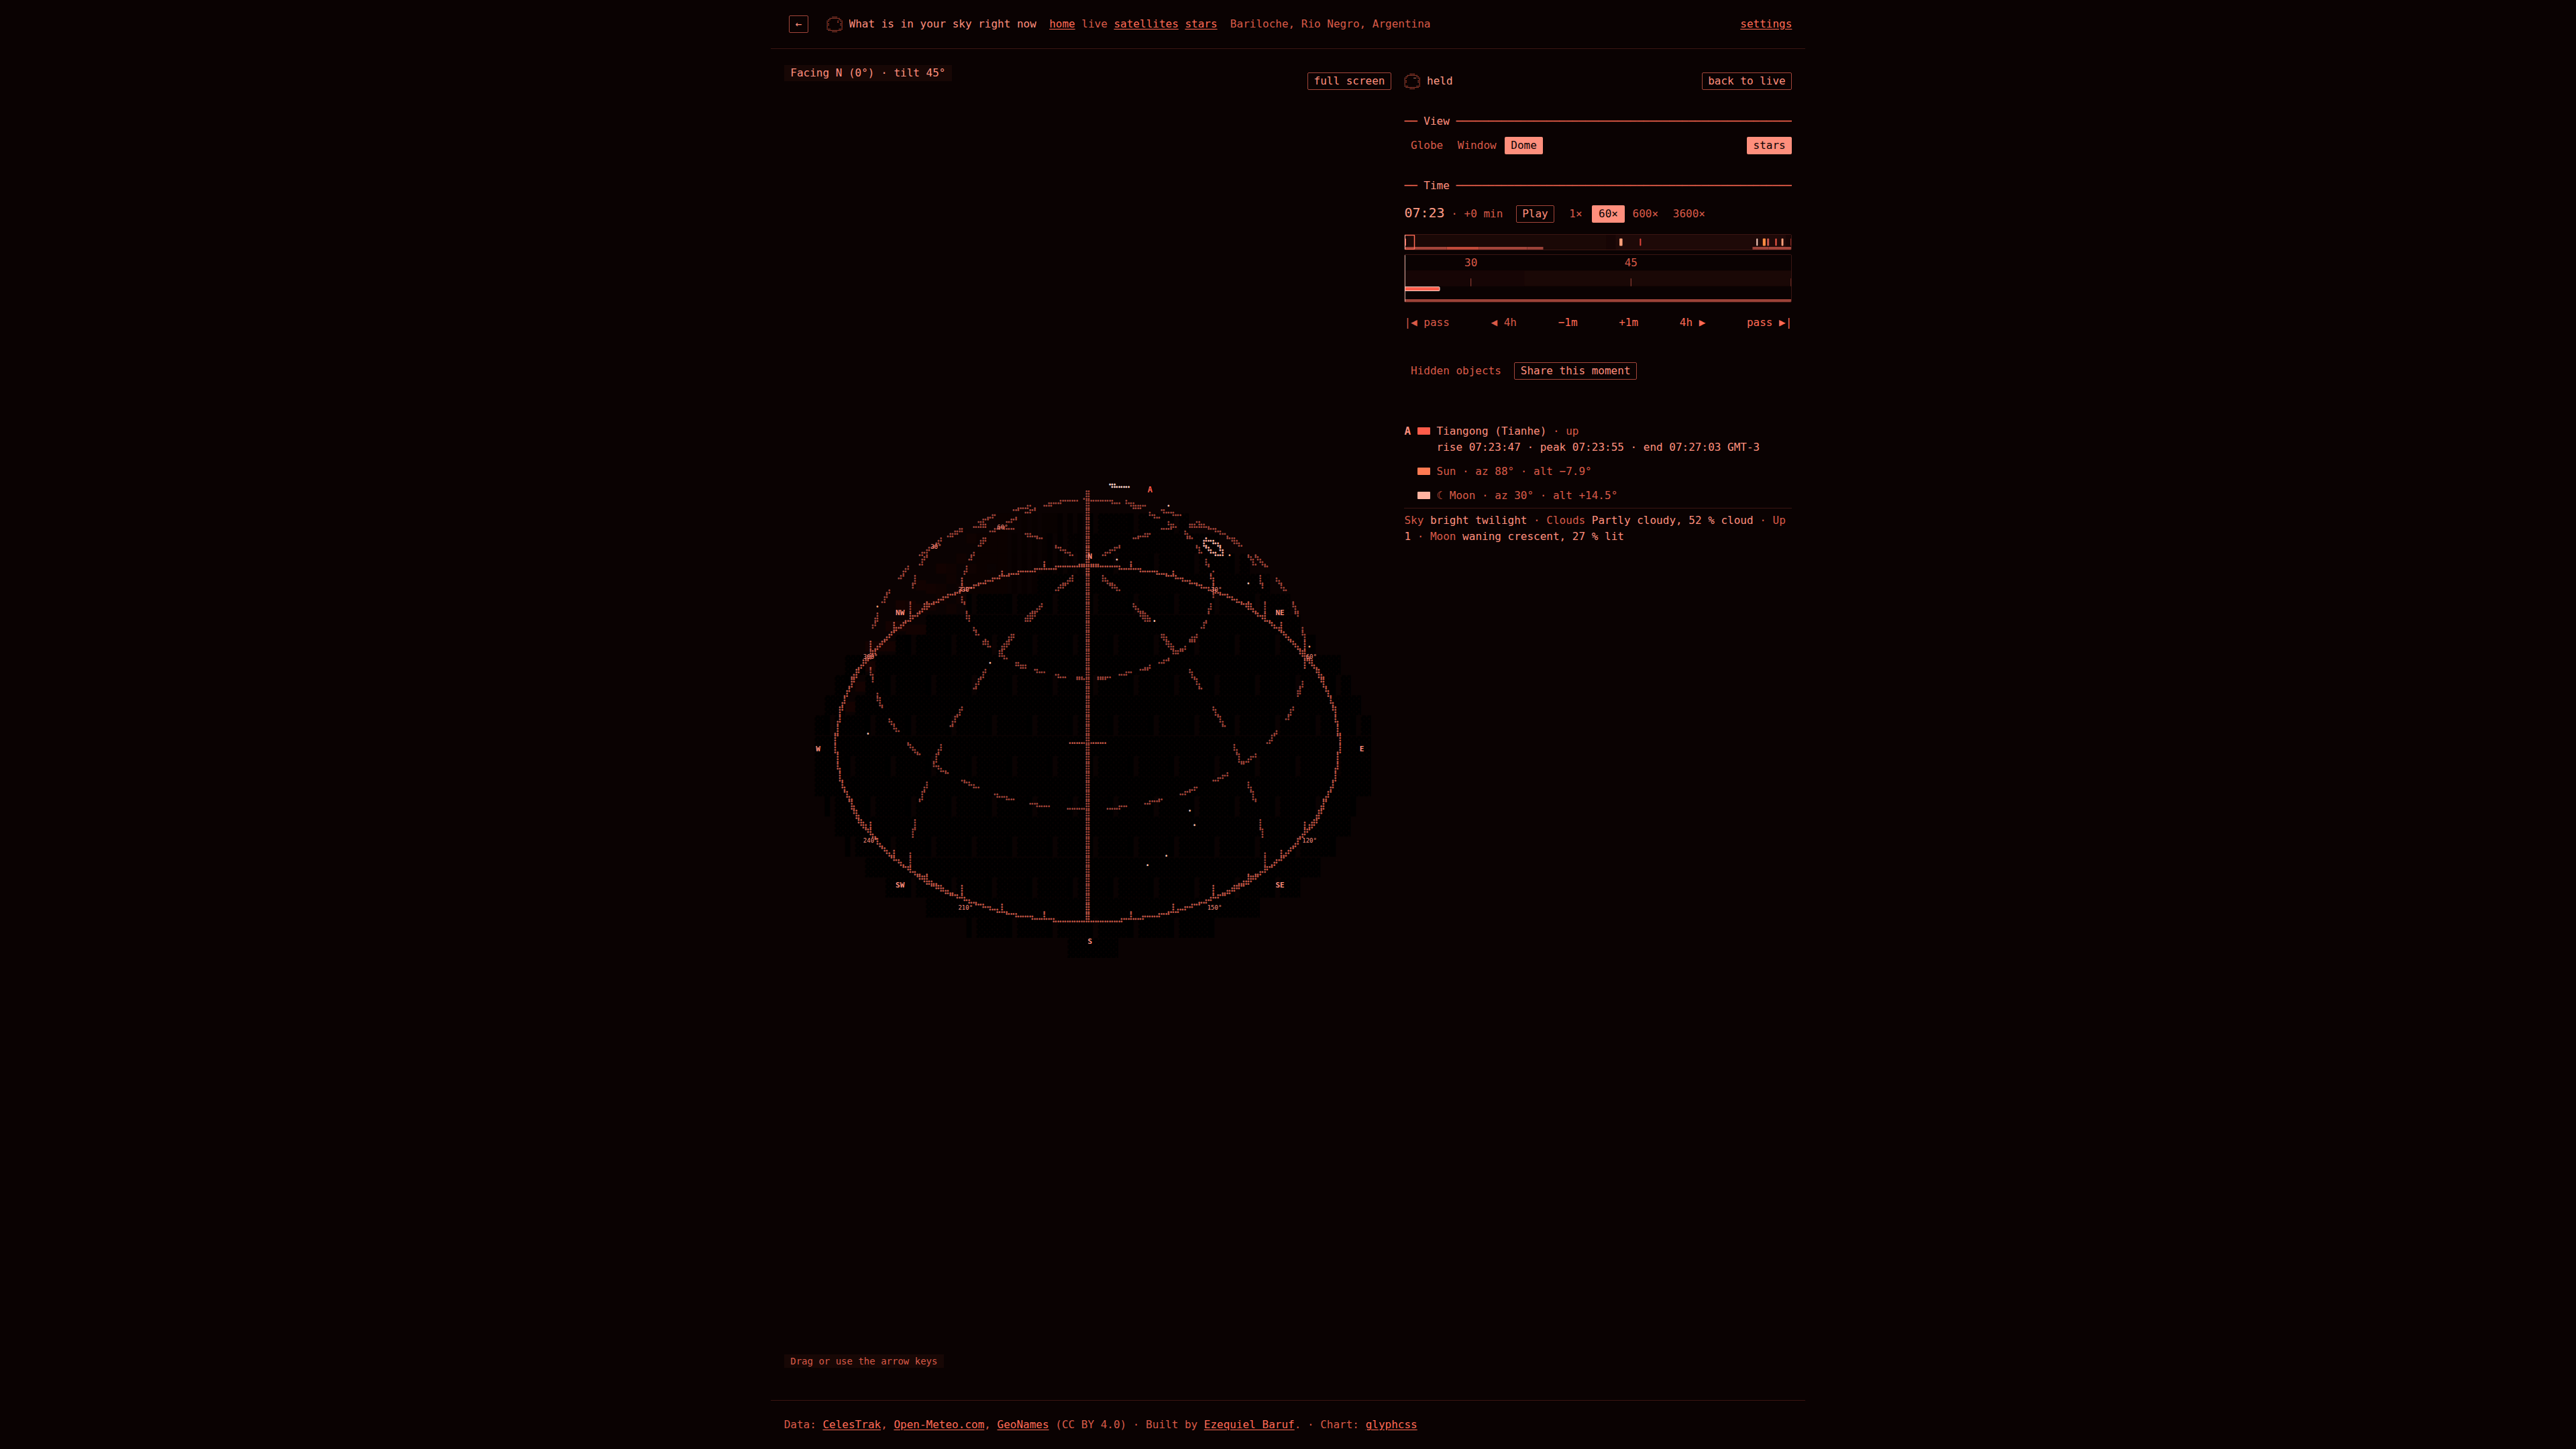 ← What is in your sky right now home live satellites stars Bariloche, Rio Negro, Argentina settings
Facing N (0°) · tilt 45°
full screen
held back to live
View
Globe Window Dome stars
Time
07:23 · +0 min Play 1× 60× 600× 3600×
30 45
|◀ pass ◀ 4h −1m +1m 4h ▶ pass ▶|
Hidden objects Share this moment
A Tiangong (Tianhe) · up
rise 07:23:47 · peak 07:23:55 · end 07:27:03 GMT-3
Sun · az 88° · alt −7.9°
☾ Moon · az 30° · alt +14.5°
Sky bright twilight · Clouds Partly cloudy, 52 % cloud · Up
1 · Moon waning crescent, 27 % lit
A
N
NW NE
W E
240° 120°
SW SE
210° 150°
S
Drag or use the arrow keys
Data: CelesTrak, Open-Meteo.com, GeoNames (CC BY 4.0) · Built by Ezequiel Baruf. · Chart: glyphcss